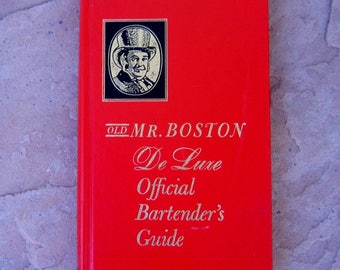 OLD MR. BOSTON
De Luxe
Official
Bartender's
Guide